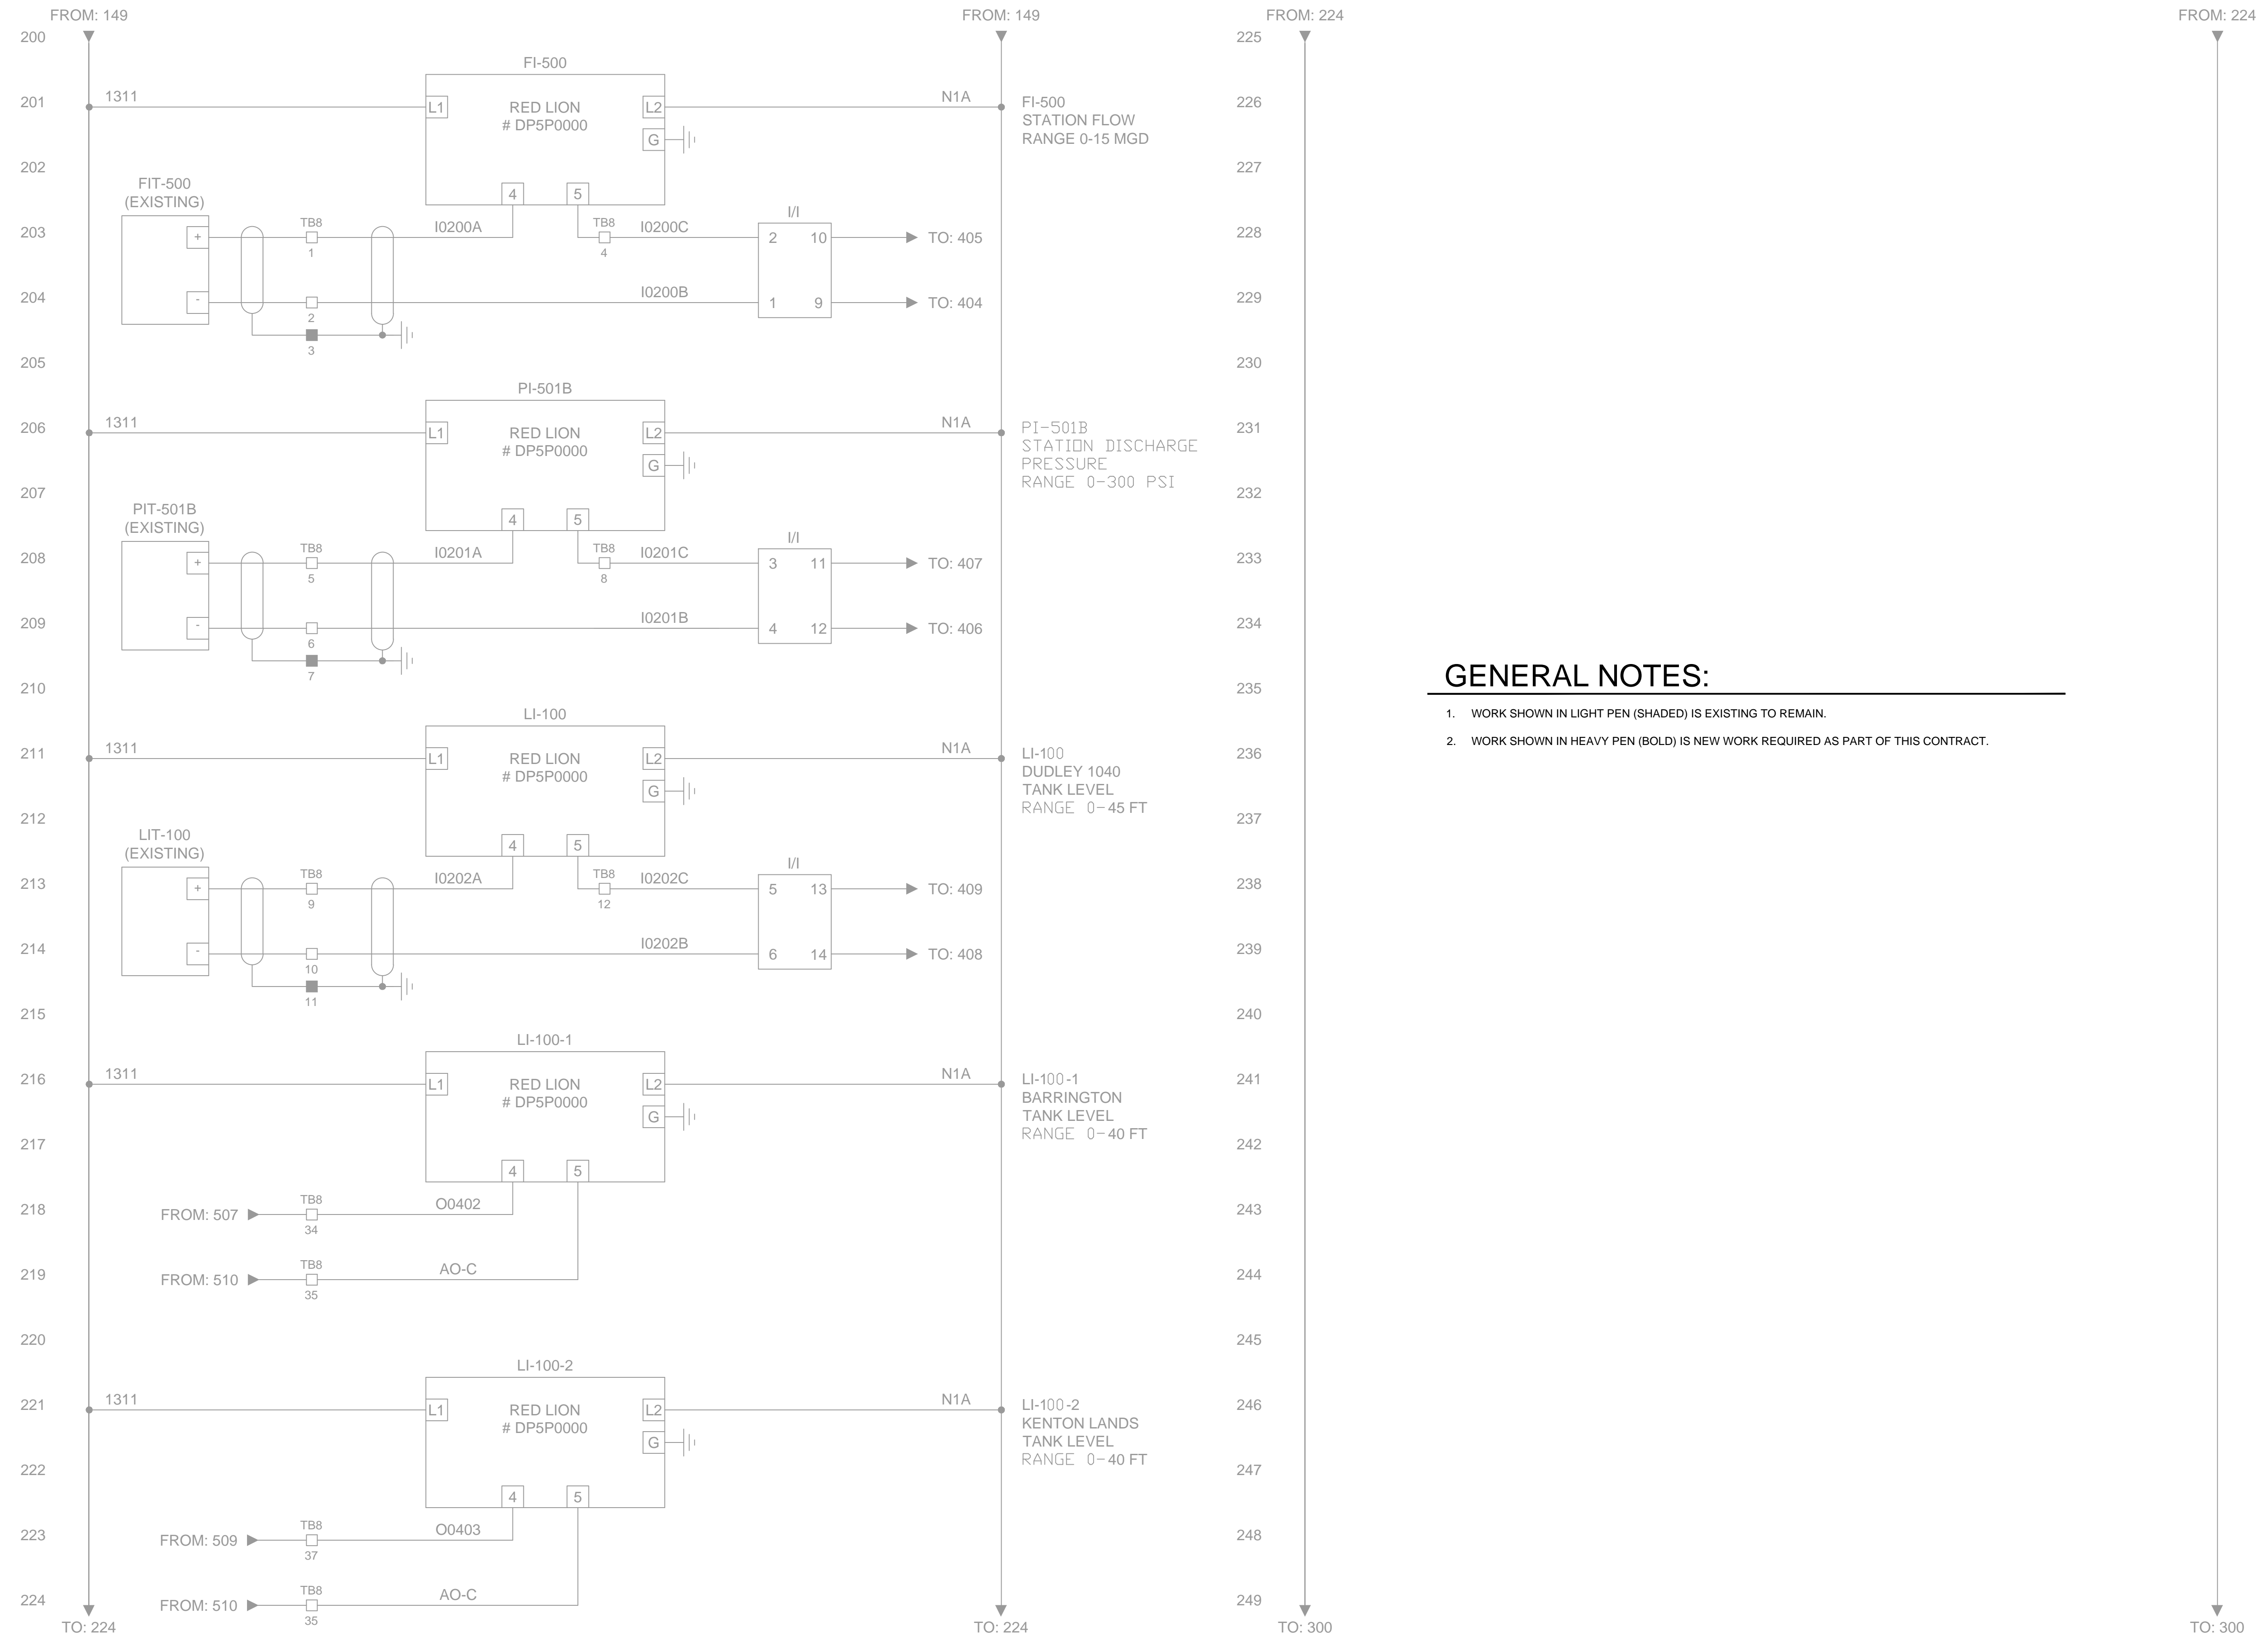 FROM: 149
FROM: 149
FROM: 224
FROM: 224
200
225
FI-500
201
1311
L1
RED LION
# DP5P0000
L2
G
N1A
FI-500
STATION FLOW
RANGE 0-15 MGD
226
202
227
4
5
FIT-500
(EXISTING)
203
+
TB8
1
I0200A
TB8
4
I0200C
I/I
2
10
TO: 405
228
204
-
2
3
I0200B
1
9
TO: 404
229
205
230
PI-501B
206
1311
L1
RED LION
# DP5P0000
L2
G
N1A
PI-501B
STATION DISCHARGE
PRESSURE
RANGE 0-300 PSI
231
207
232
4
5
PIT-501B
(EXISTING)
208
+
TB8
5
I0201A
TB8
8
I0201C
I/I
3
11
TO: 407
233
209
-
6
7
I0201B
4
12
TO: 406
234
210
235
GENERAL NOTES:
1. WORK SHOWN IN LIGHT PEN (SHADED) IS EXISTING TO REMAIN.
2. WORK SHOWN IN HEAVY PEN (BOLD) IS NEW WORK REQUIRED AS PART OF THIS CONTRACT.
LI-100
211
1311
L1
RED LION
# DP5P0000
L2
G
N1A
LI-100
DUDLEY 1040
TANK LEVEL
RANGE 0-45 FT
236
212
237
4
5
LIT-100
(EXISTING)
213
+
TB8
9
I0202A
TB8
12
I0202C
I/I
5
13
TO: 409
238
214
-
10
11
I0202B
6
14
TO: 408
239
215
240
LI-100-1
216
1311
L1
RED LION
# DP5P0000
L2
G
N1A
LI-100-1
BARRINGTON
TANK LEVEL
RANGE 0-40 FT
241
217
242
4
5
218
FROM: 507
TB8
34
O0402
243
219
FROM: 510
TB8
35
AO-C
244
220
245
LI-100-2
221
1311
L1
RED LION
# DP5P0000
L2
G
N1A
LI-100-2
KENTON LANDS
TANK LEVEL
RANGE 0-40 FT
246
222
247
4
5
223
FROM: 509
TB8
37
O0403
248
224
FROM: 510
TB8
35
AO-C
249
TO: 224
TO: 224
TO: 300
TO: 300